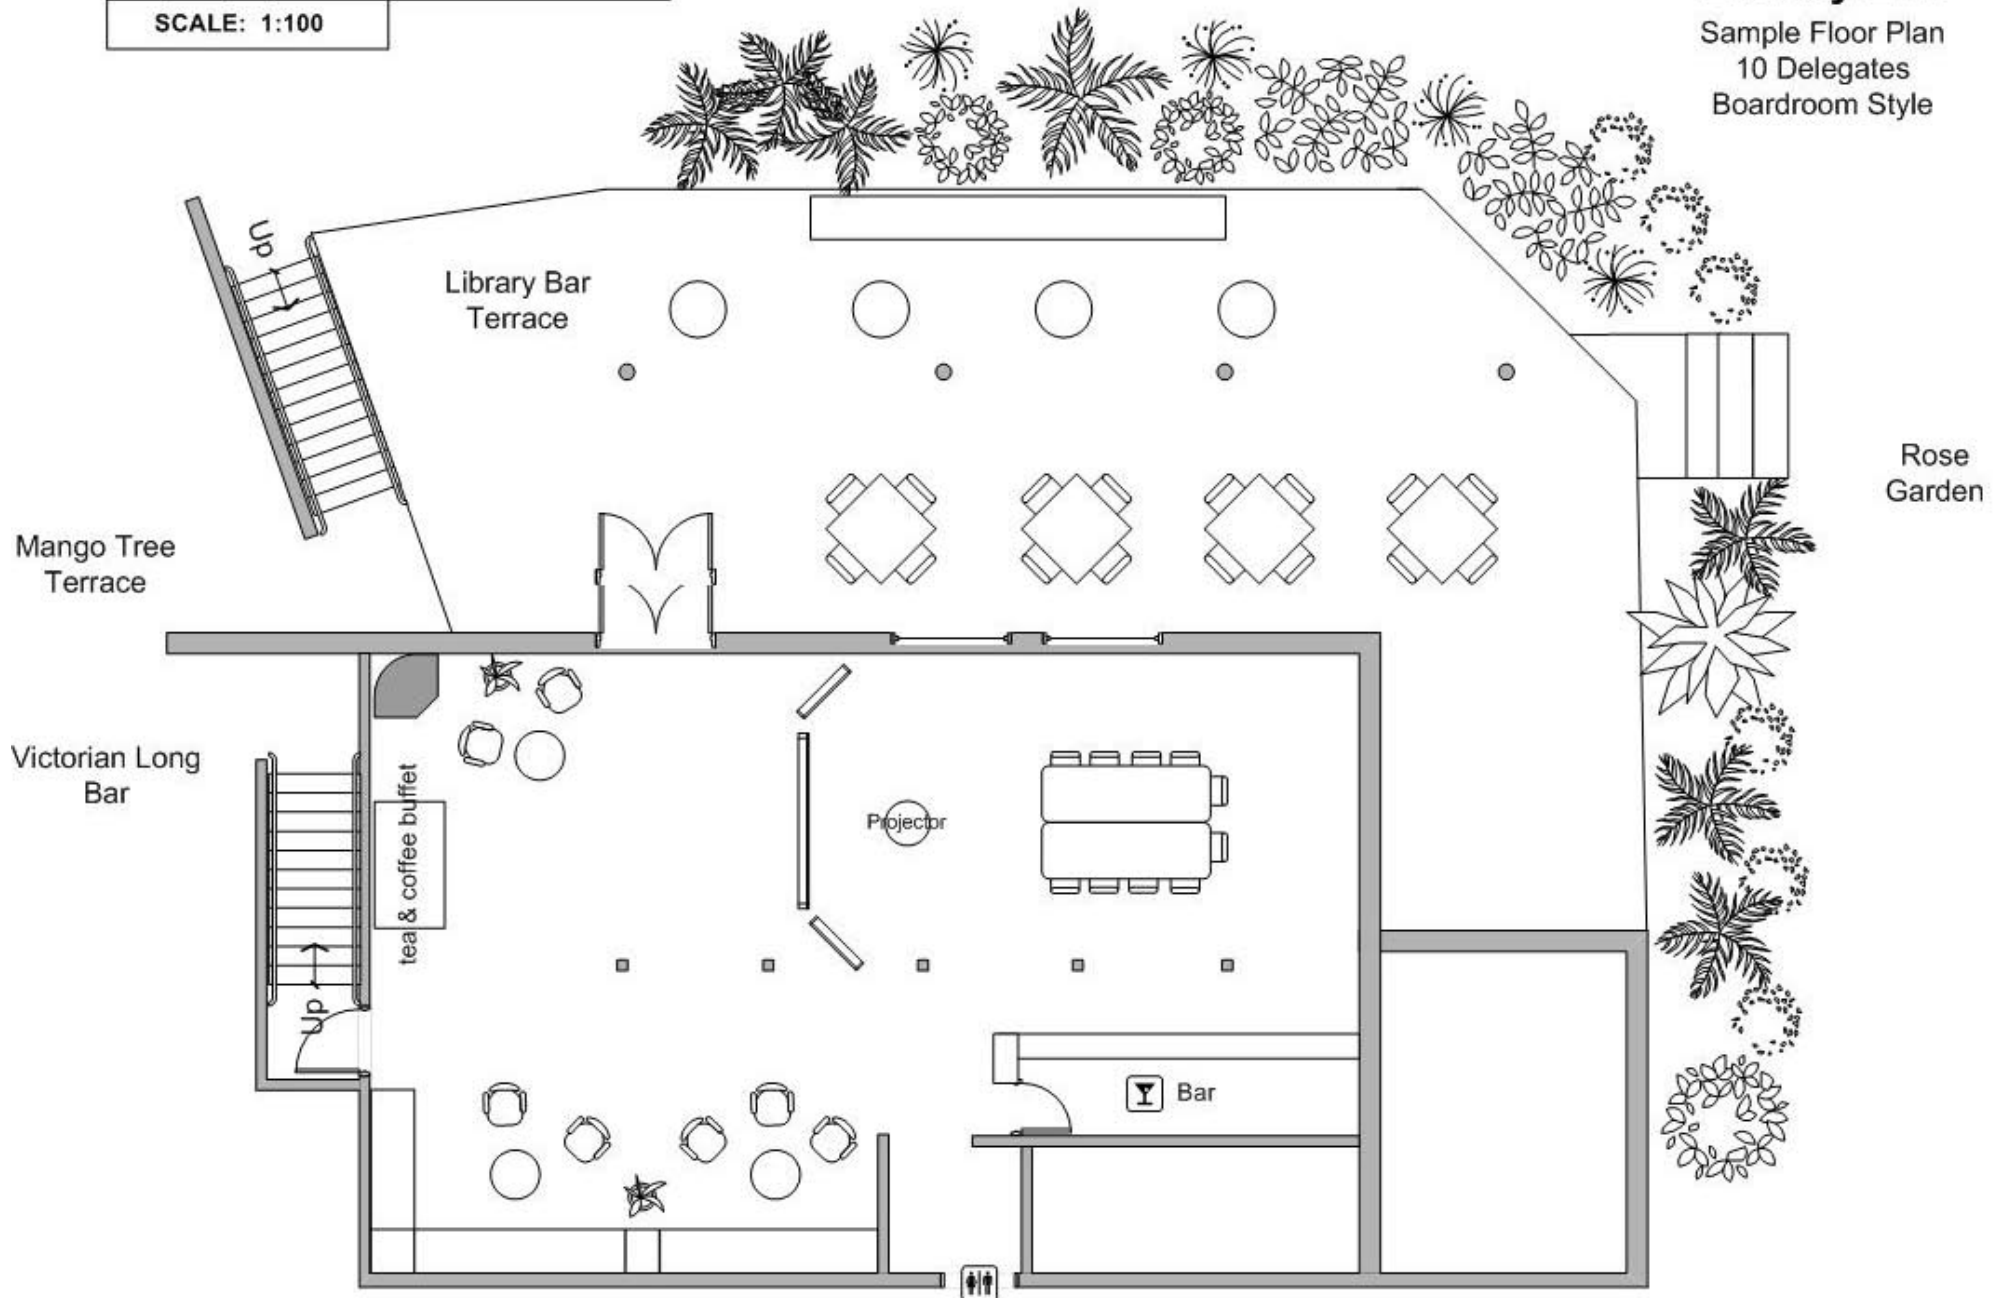 SCALE: 1:100
Sample Floor Plan
10 Delegates
Boardroom Style
Up
Library Bar
Terrace
Rose
Garden
Mango Tree
Terrace
Victorian Long
Bar
tea & coffee buffet
Projector
Up
Bar